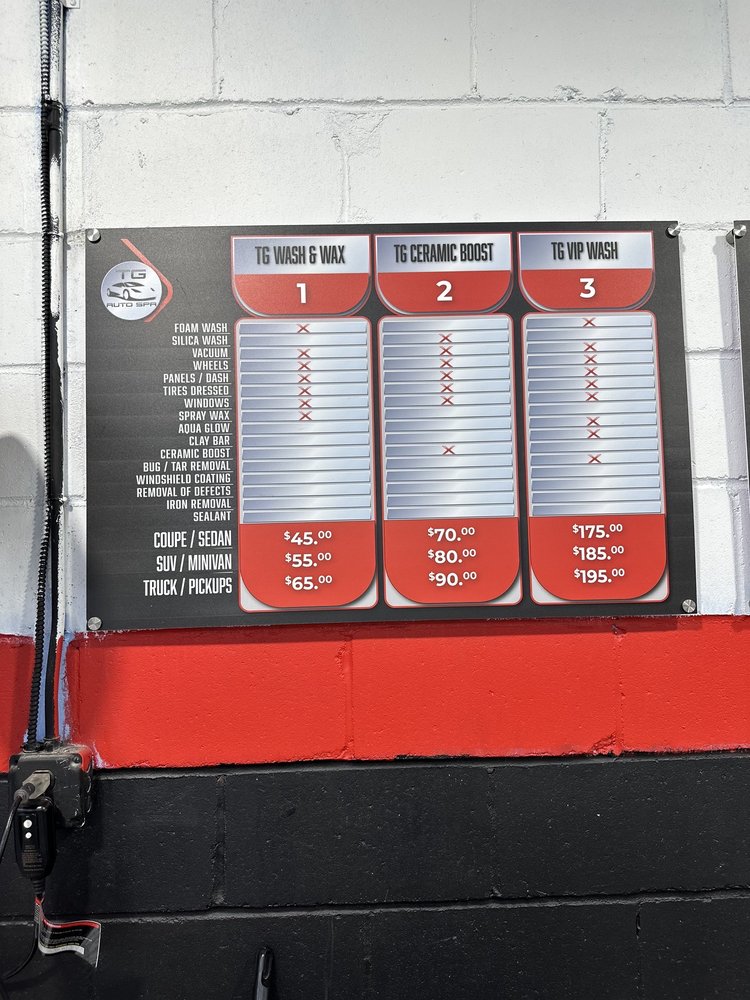 TG
AUTO SPA
TG WASH & WAX
1
TG CERAMIC BOOST
2
TG VIP WASH
3
FOAM WASH X X
SILICA WASH X
VACUUM X X X
WHEELS X X X
PANELS / DASH X X X
TIRES DRESSED X X X
WINDOWS X X X
SPRAY WAX X
AQUA GLOW X
CLAY BAR X
CERAMIC BOOST X
BUG / TAR REMOVAL X
WINDSHIELD COATING
REMOVAL OF DEFECTS
IRON REMOVAL
SEALANT
COUPE / SEDAN $45.00 $70.00 $175.00
SUV / MINIVAN $55.00 $80.00 $185.00
TRUCK / PICKUPS $65.00 $90.00 $195.00